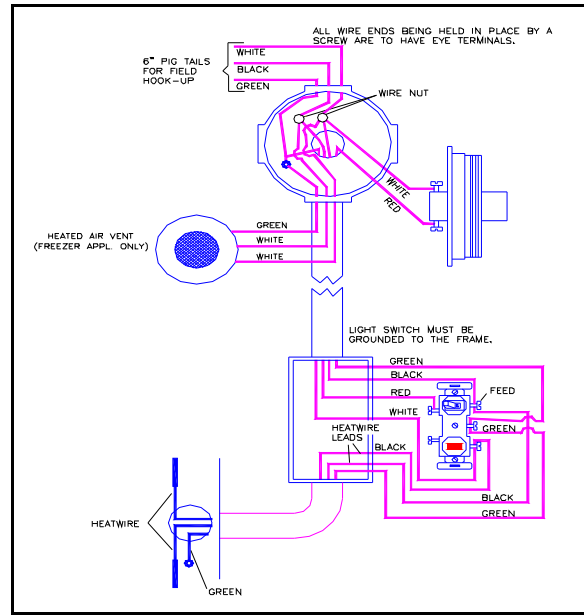 ALL WIRE ENDS BEING HELD IN PLACE BY A
SCREW ARE TO HAVE EYE TERMINALS.
6" PIG TAILS
FOR FIELD
HOOK-UP
WHITE
BLACK
GREEN
WIRE NUT
WHITE
RED
HEATED AIR VENT
(FREEZER APPL. ONLY)
GREEN
WHITE
WHITE
LIGHT SWITCH MUST BE
GROUNDED TO THE FRAME.
GREEN
BLACK
RED
FEED
WHITE
GREEN
HEATWIRE
LEADS
BLACK
BLACK
GREEN
HEATWIRE
GREEN